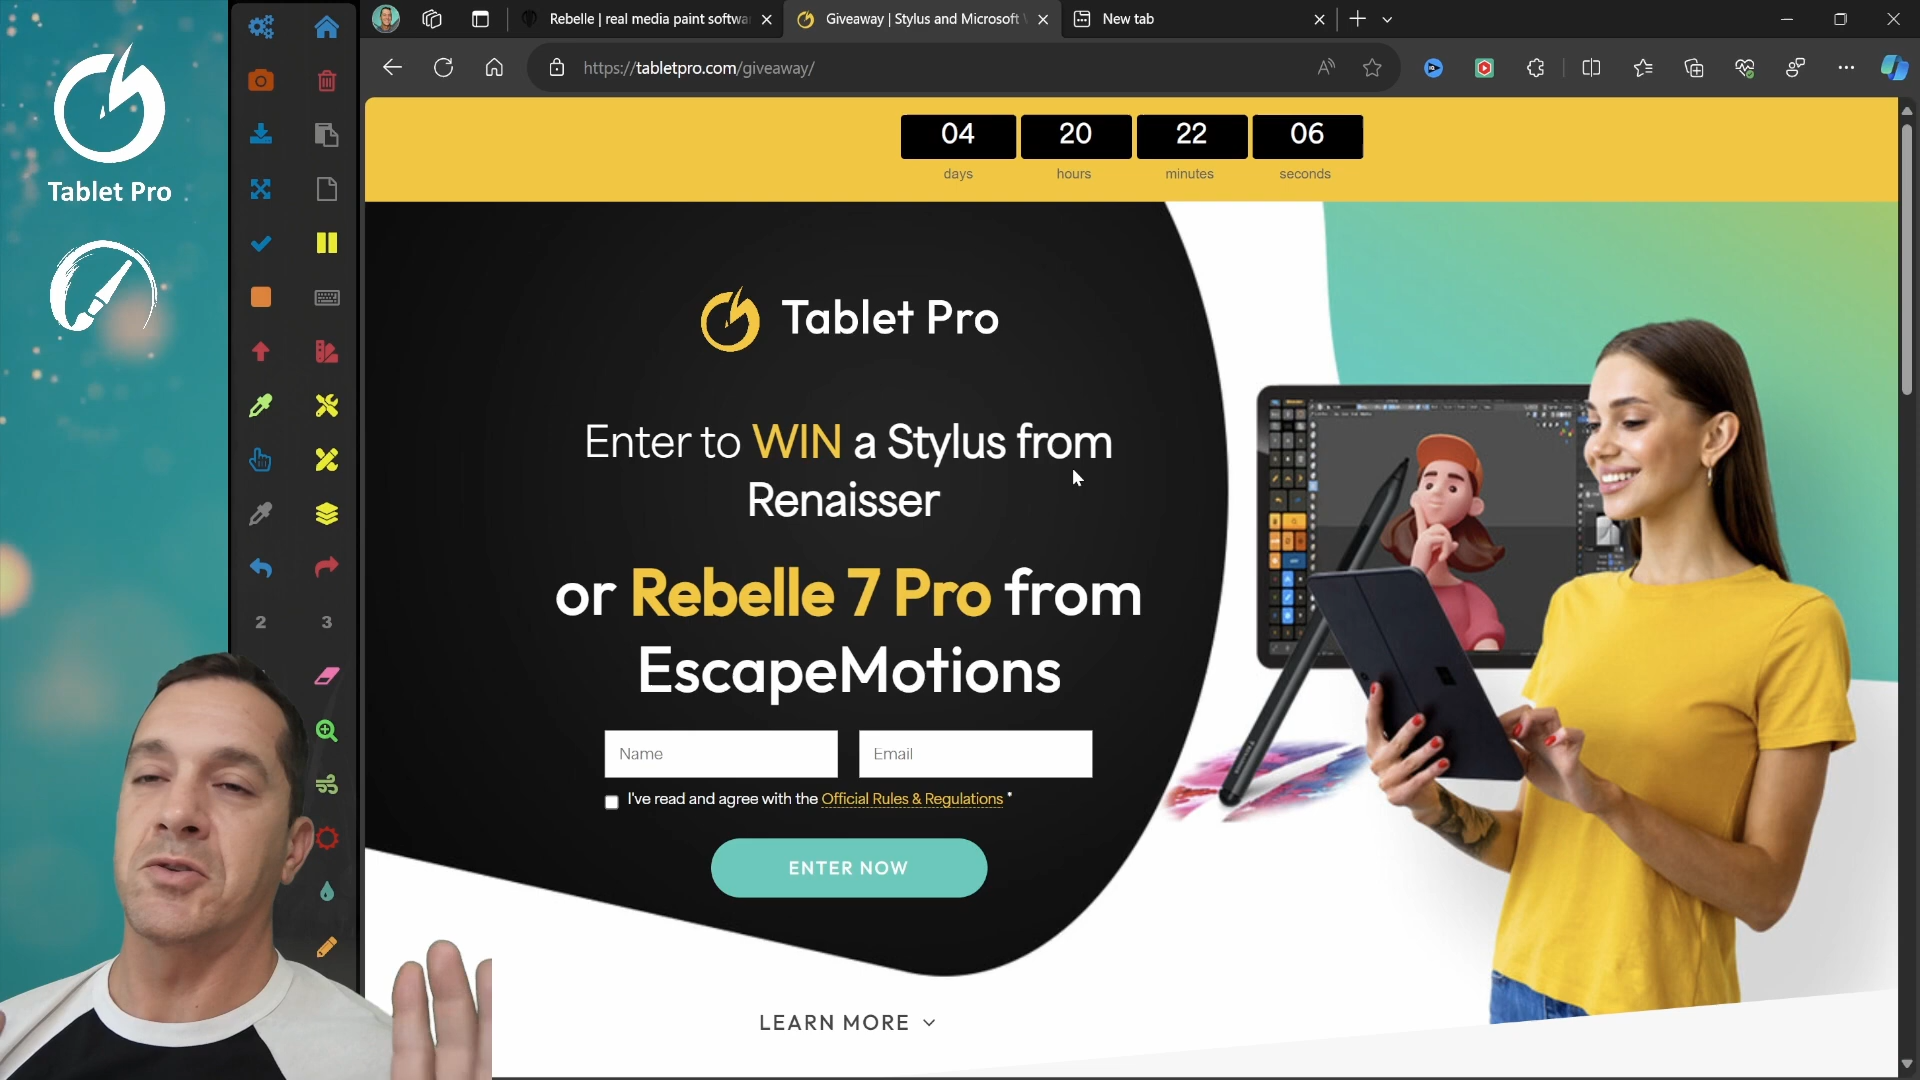 Tablet Pro
2
3
Rebelle | real media paint softwa
Giveaway | Stylus and Microsoft
New tab
https://tabletpro.com/giveaway/
04
20
22
06
days
hours
minutes
seconds
Tablet Pro
Enter to WIN a Stylus from
Renaisser
or Rebelle 7 Pro from
EscapeMotions
Name
Email
I've read and agree with the Official Rules & Regulations *
ENTER NOW
LEARN MORE